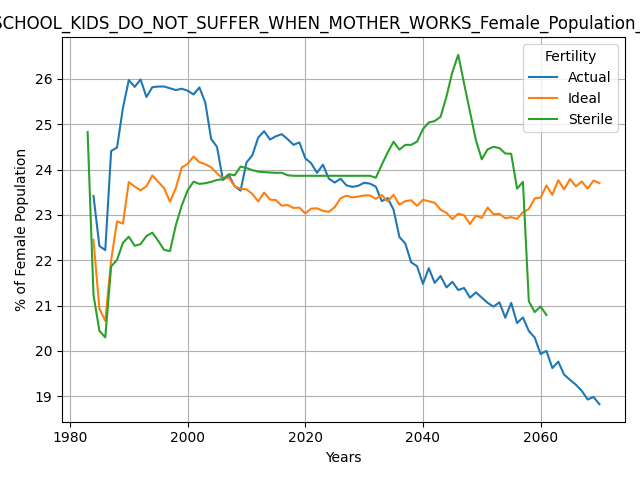 SCHOOL_KIDS_DO_NOT_SUFFER_WHEN_MOTHER_WORKS_Female_Population_
Fertility
Actual
Ideal
Sterile
% of Female Population
26
25
24
23
22
21
20
19
1980
2000
2020
2040
2060
Years